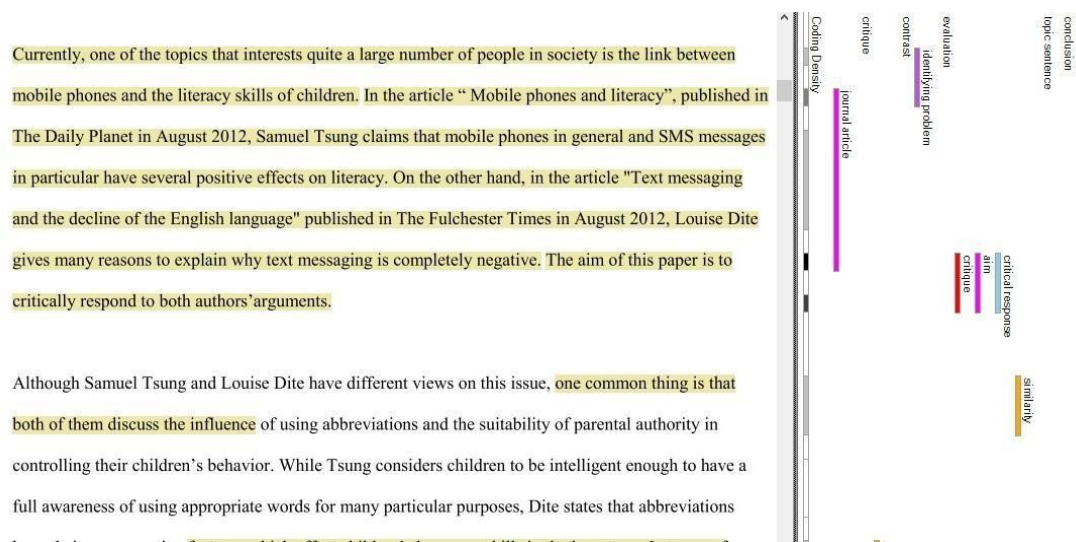 Currently, one of the topics that interests quite a large number of people in society is the link between
mobile phones and the literacy skills of children. In the article “ Mobile phones and literacy”, published in
The Daily Planet in August 2012, Samuel Tsung claims that mobile phones in general and SMS messages
in particular have several positive effects on literacy. On the other hand, in the article "Text messaging
and the decline of the English language" published in The Fulchester Times in August 2012, Louise Dite
gives many reasons to explain why text messaging is completely negative. The aim of this paper is to
critically respond to both authors’arguments.
Although Samuel Tsung and Louise Dite have different views on this issue, one common thing is that
both of them discuss the influence of using abbreviations and the suitability of parental authority in
controlling their children’s behavior. While Tsung considers children to be intelligent enough to have a
full awareness of using appropriate words for many particular purposes, Dite states that abbreviations
Coding Density
journal article
critique
contrast
identifying problem
evaluation
critique
aim
critical response
similarity
topic sentence
conclusion